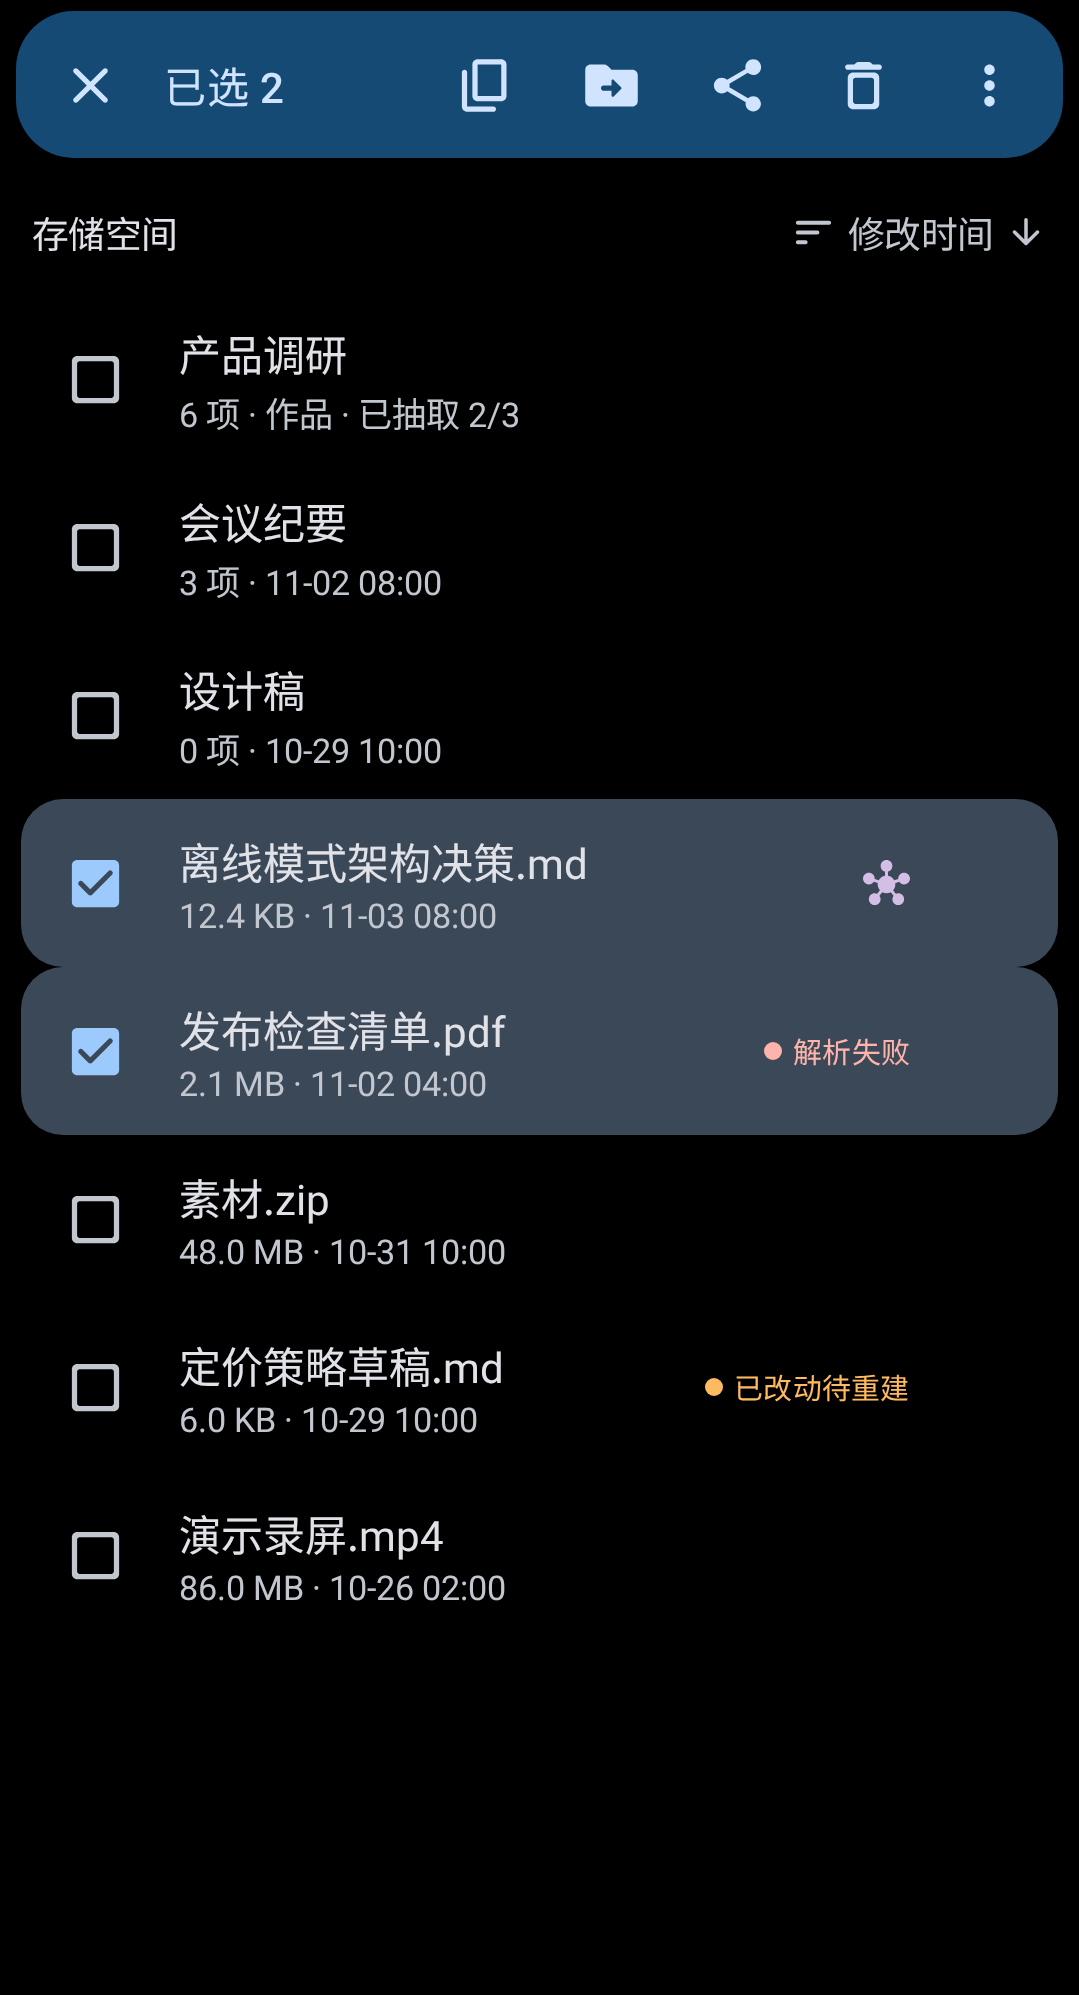 已选 2
存储空间
修改时间
产品调研
6 项 · 作品 · 已抽取 2/3
会议纪要
3 项 · 11-02 08:00
设计稿
0 项 · 10-29 10:00
离线模式架构决策.md
12.4 KB · 11-03 08:00
发布检查清单.pdf
2.1 MB · 11-02 04:00
解析失败
素材.zip
48.0 MB · 10-31 10:00
定价策略草稿.md
6.0 KB · 10-29 10:00
已改动待重建
演示录屏.mp4
86.0 MB · 10-26 02:00